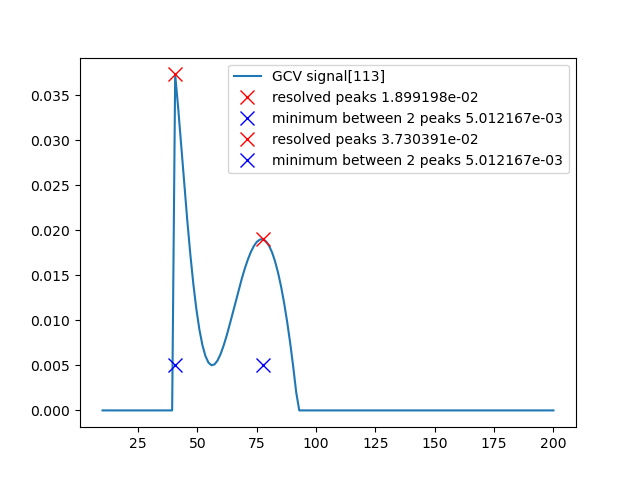 GCV signal[113]
resolved peaks 1.899198e-02
minimum between 2 peaks 5.012167e-03
resolved peaks 3.730391e-02
minimum between 2 peaks 5.012167e-03
0.035
0.030
0.025
0.020
0.015
0.010
0.005
0.000
25 50 75 100 125 150 175 200